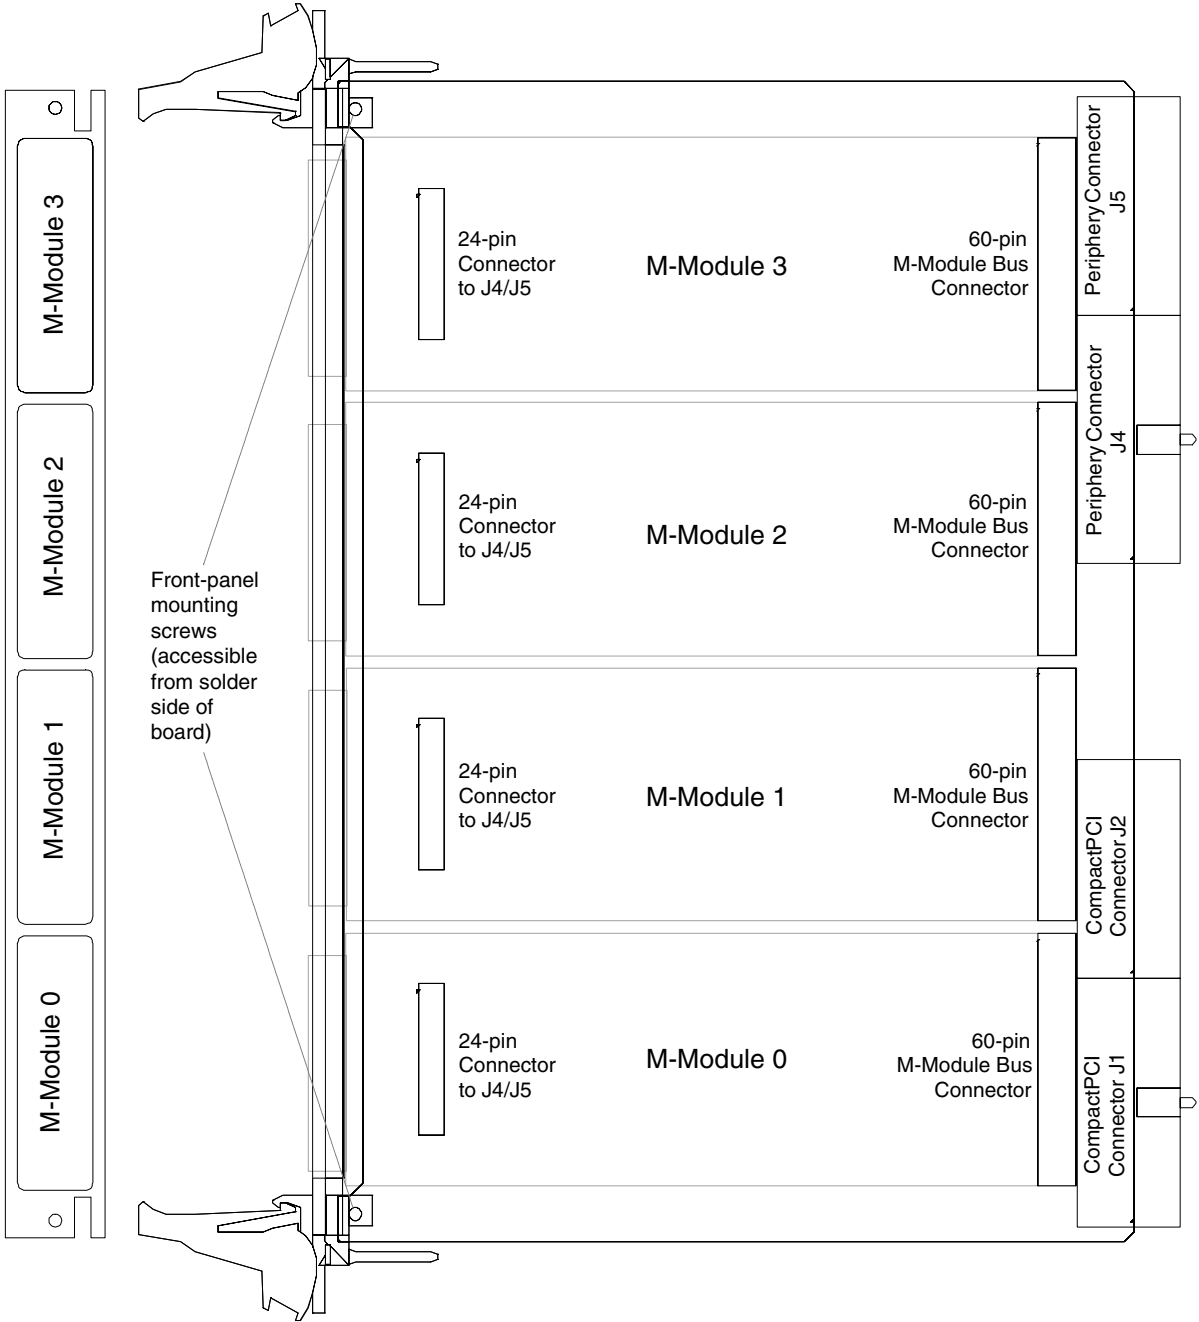 M-Module 3
M-Module 2
M-Module 1
M-Module 0
Front-panel
mounting
screws
(accessible
from solder
side of
board)
24-pin
Connector
to J4/J5
M-Module 3
60-pin
M-Module Bus
Connector
24-pin
Connector
to J4/J5
M-Module 2
60-pin
M-Module Bus
Connector
24-pin
Connector
to J4/J5
M-Module 1
60-pin
M-Module Bus
Connector
24-pin
Connector
to J4/J5
M-Module 0
60-pin
M-Module Bus
Connector
Periphery Connector
J5
Periphery Connector
J4
CompactPCI
Connector J2
CompactPCI
Connector J1